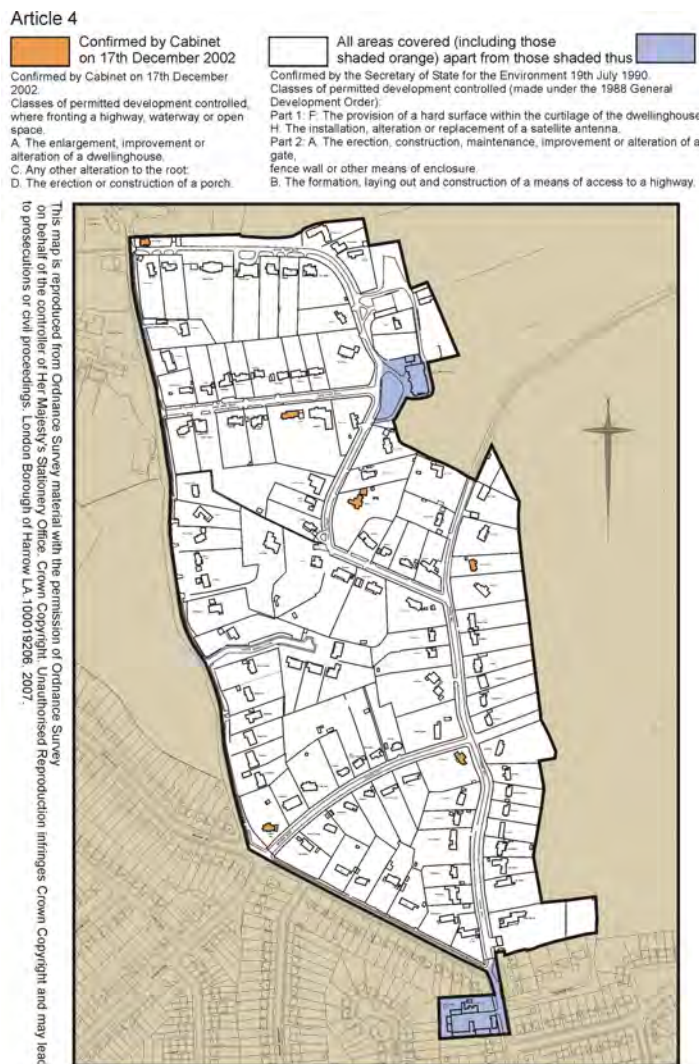 Article 4
Confirmed by Cabinet
on 17th December 2002
Confirmed by Cabinet on 17th December
2002.
Classes of permitted development controlled,
where fronting a highway, waterway or open
space.
A. The enlargement, improvement or
alteration of a dwellinghouse.
C. Any other alteration to the root:
D. The erection or construction of a porch.
All areas covered (including those
shaded orange) apart from those shaded thus
Confirmed by the Secretary of State for the Environment 19th July 1990.
Classes of permitted development controlled (made under the 1988 General
Development Order):
Part 1: F: The provision of a hard surface within the curtilage of the dwellinghouse
H. The installation, alteration or replacement of a satellite antenna.
Part 2: A. The erection, construction, maintenance, improvement or alteration of a
gate,
fence wall or other means of enclosure.
B. The formation, laying out and construction of a means of access to a highway.
This map is reproduced from Ordnance Survey material with the permission of Ordnance Survey
on behalf of the controller of Her Majesty's Stationery Office. Crown Copyright. Unauthorised Reproduction infringes Crown Copyright and may lead
to prosecutions or civil proceedings. London Borough of Harrow LA.100019206. 2007.